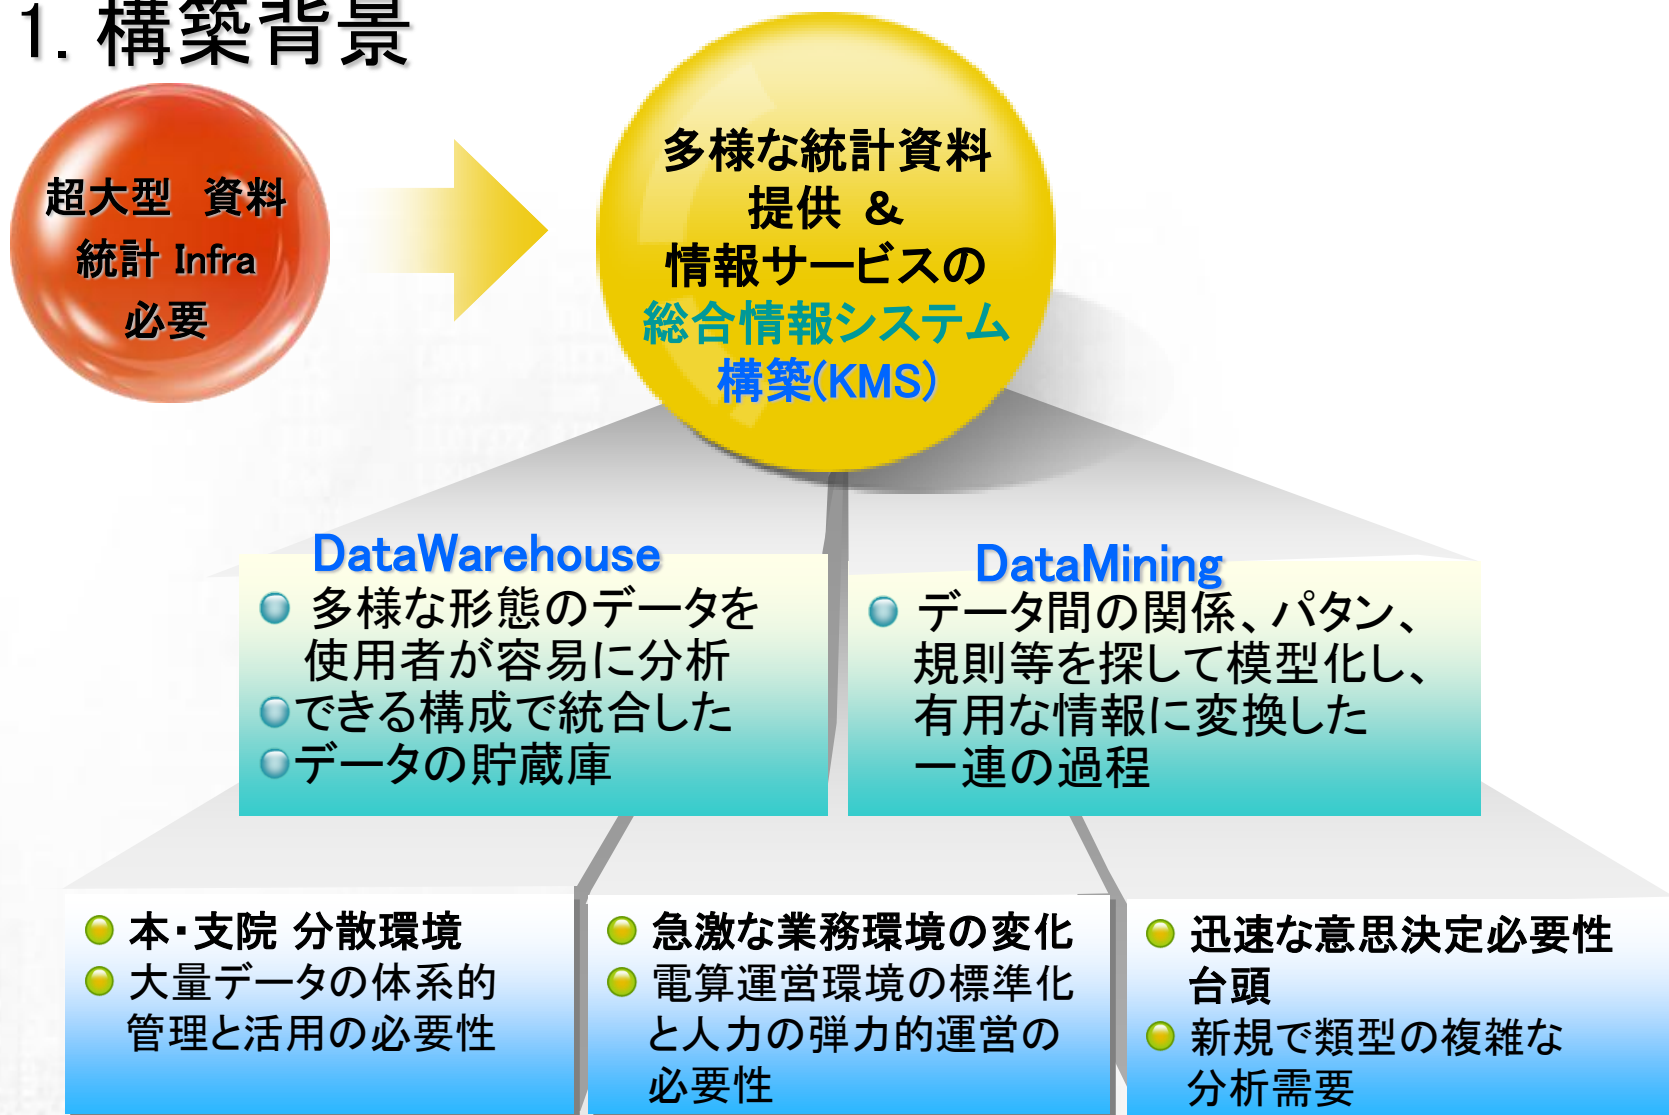 1. 構築背景
超大型　資料
統計 Infra
必要
多様な統計資料
提供 ＆
情報サービスの
総合情報システム
構築(KMS)
DataWarehouse
多様な形態のデータを
使用者が容易に分析
できる構成で統合した
データの貯蔵庫
DataMining
データ間の関係、パタン、
規則等を探して模型化し、
有用な情報に変換した
一連の過程
本・支院 分散環境
大量データの体系的
管理と活用の必要性
急激な業務環境の変化
電算運営環境の標準化
と人力の弾力的運営の
必要性
迅速な意思決定必要性
台頭
新規で類型の複雑な
分析需要